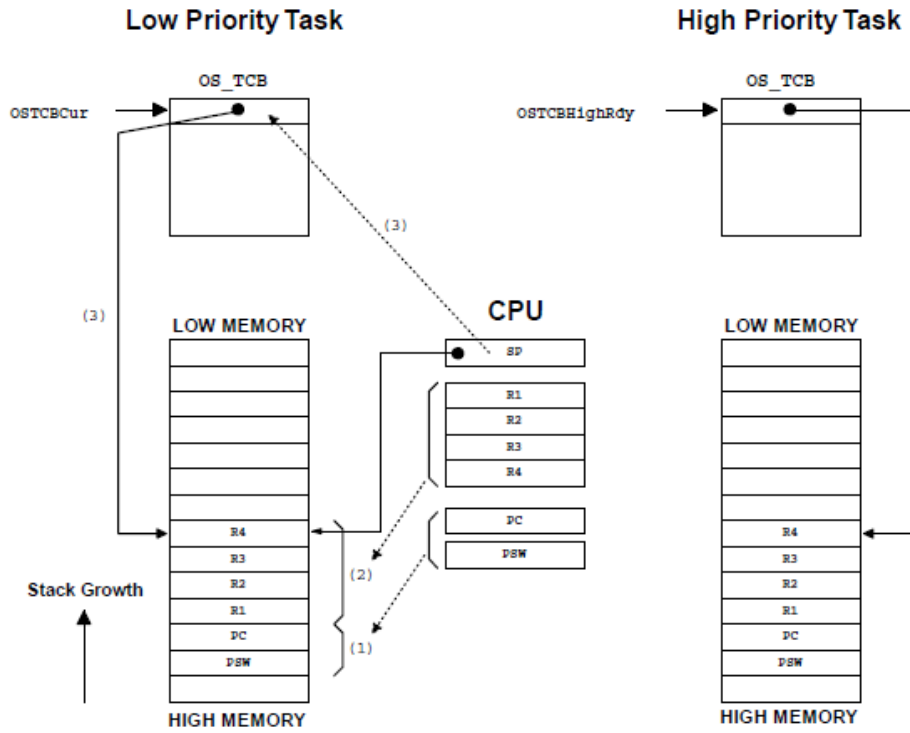 Low Priority Task
High Priority Task
OS_TCB
OS_TCB
OSTCBCur
OSTCBHighRdy
(3)
(3)
CPU
LOW MEMORY
LOW MEMORY
SP
R1
R2
R3
R4
PC
PSW
R4
R3
R2
R1
PC
PSW
(2)
(1)
R4
R3
R2
R1
PC
PSW
Stack Growth
HIGH MEMORY
HIGH MEMORY